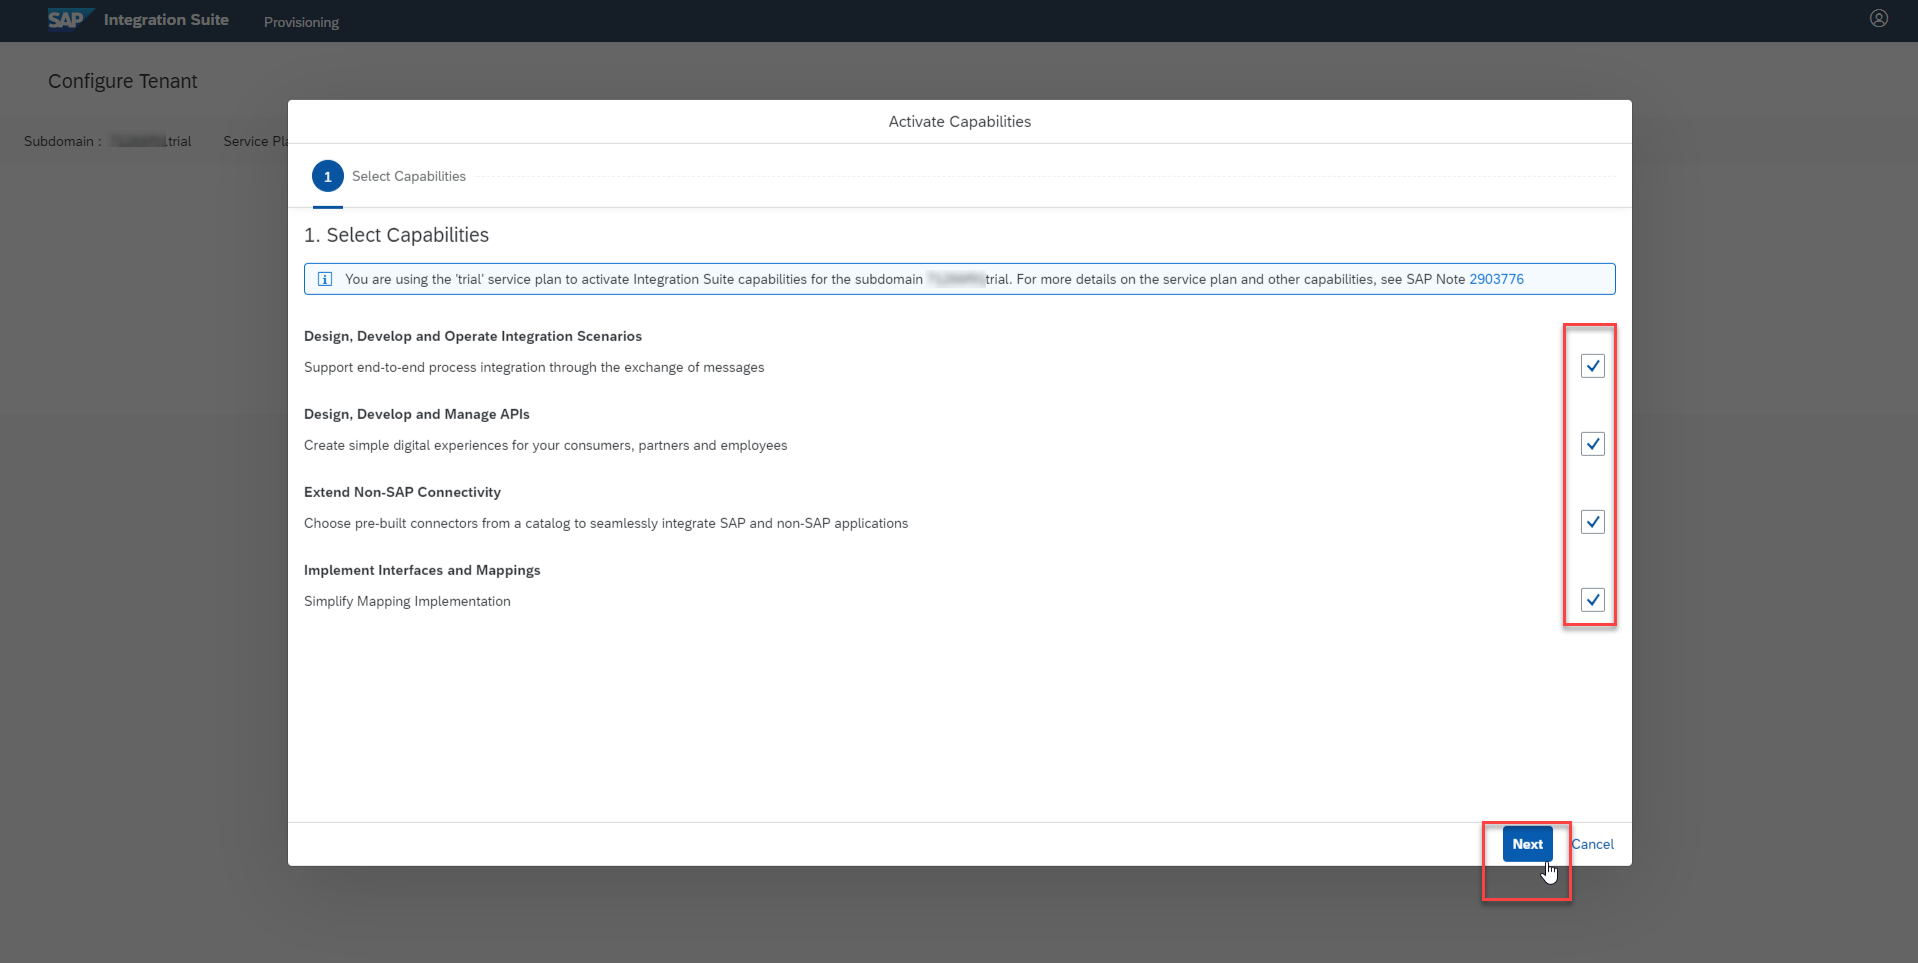 SAP Integration Suite Provisioning
Configure Tenant
Subdomain : trial Service Pla
Activate Capabilities
1 Select Capabilities
1. Select Capabilities
You are using the 'trial' service plan to activate Integration Suite capabilities for the subdomain trial. For more details on the service plan and other capabilities, see SAP Note 2903776
Design, Develop and Operate Integration Scenarios
Support end-to-end process integration through the exchange of messages
Design, Develop and Manage APIs
Create simple digital experiences for your consumers, partners and employees
Extend Non-SAP Connectivity
Choose pre-built connectors from a catalog to seamlessly integrate SAP and non-SAP applications
Implement Interfaces and Mappings
Simplify Mapping Implementation
Next Cancel